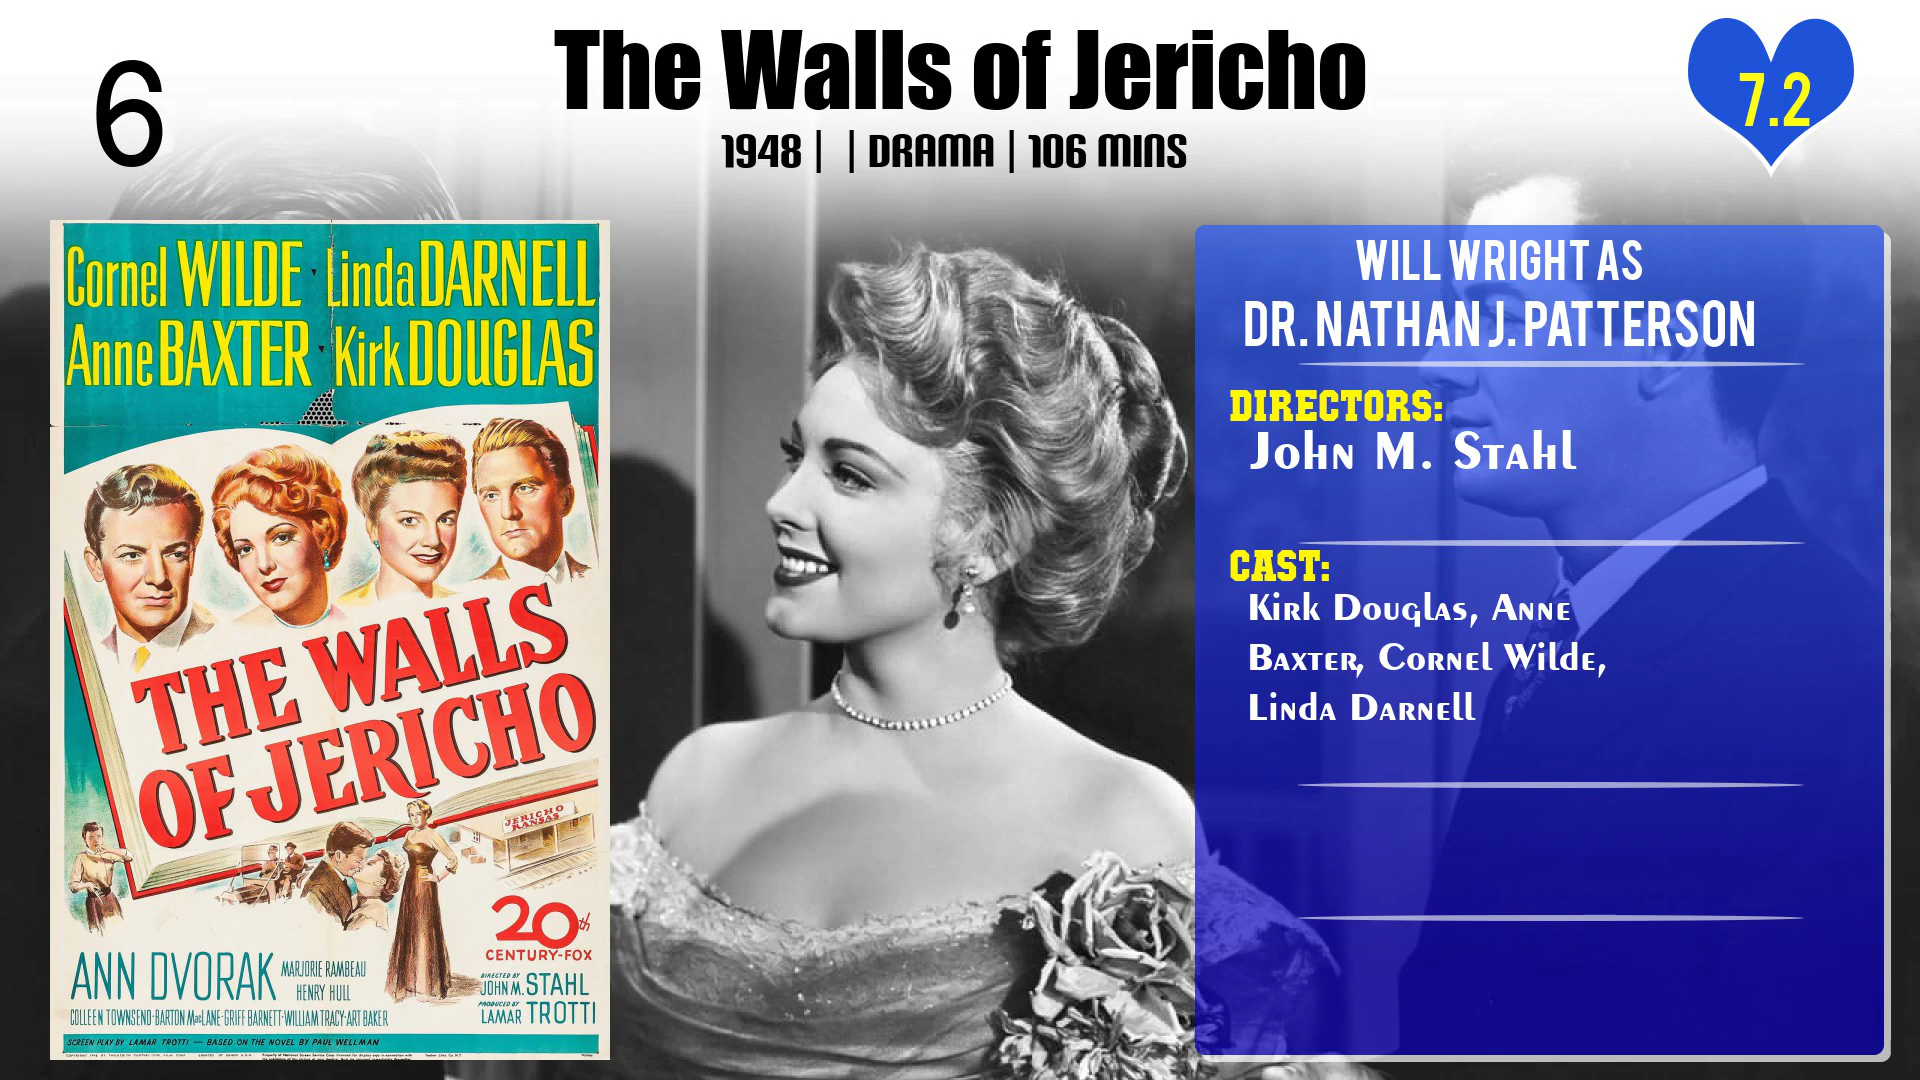 6
The Walls of Jericho
1948 | | DRAMA | 106 MINS
7.2
Cornel WILDE · Linda DARNELL
Anne BAXTER · Kirk DOUGLAS
THE WALLS
OF JERICHO
JERICHO
KANSAS
20th
CENTURY-FOX
ANN DVORAK
MARJORIE RAMBEAU
HENRY HULL
DIRECTED BY
JOHN M. STAHL
PRODUCED BY
LAMAR TROTTI
COLLEEN TOWNSEND · BARTON MacLANE · GRIFF BARNETT · WILLIAM TRACY · ART BAKER
SCREEN PLAY BY LAMAR TROTTI — BASED ON THE NOVEL BY PAUL WELLMAN
WILL WRIGHT AS
DR. NATHAN J. PATTERSON
DIRECTORS:
John M. Stahl
CAST:
Kirk Douglas, Anne
Baxter, Cornel Wilde,
Linda Darnell